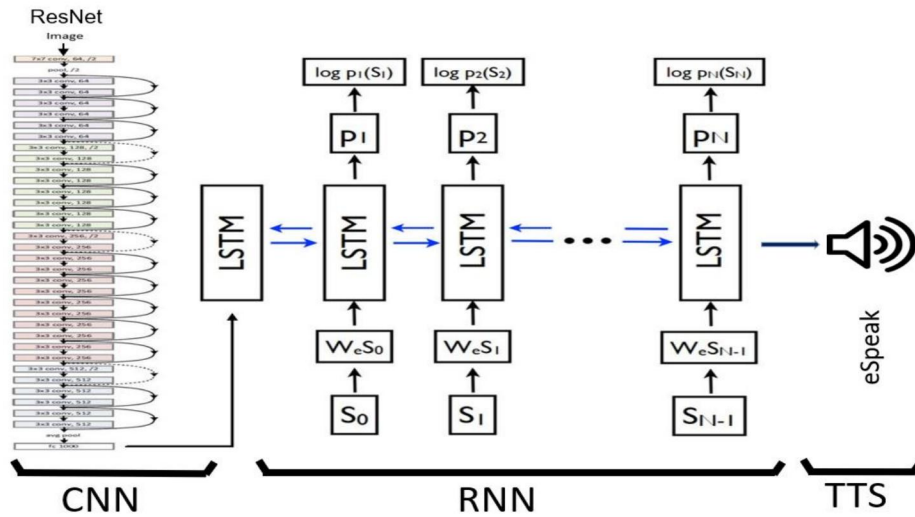 ResNet
Image
7x7 conv, 64, /2
pool, /2
3x3 conv, 64
3x3 conv, 64
3x3 conv, 64
3x3 conv, 64
3x3 conv, 64
3x3 conv, 64
3x3 conv, 128, /2
3x3 conv, 128
3x3 conv, 128
3x3 conv, 128
3x3 conv, 128
3x3 conv, 128
3x3 conv, 128
3x3 conv, 128
3x3 conv, 256, /2
3x3 conv, 256
3x3 conv, 256
3x3 conv, 256
3x3 conv, 256
3x3 conv, 256
3x3 conv, 256
3x3 conv, 256
3x3 conv, 256
3x3 conv, 256
3x3 conv, 256
3x3 conv, 256
3x3 conv, 512, /2
3x3 conv, 512
3x3 conv, 512
3x3 conv, 512
3x3 conv, 512
3x3 conv, 512
avg pool
fc 1000
log p1(S1) log p2(S2) log pN(SN)
p1 p2 pN
LSTM LSTM LSTM ••• LSTM
WeS0 WeS1 WeSN-1
S0 S1 SN-1
eSpeak
CNN RNN TTS